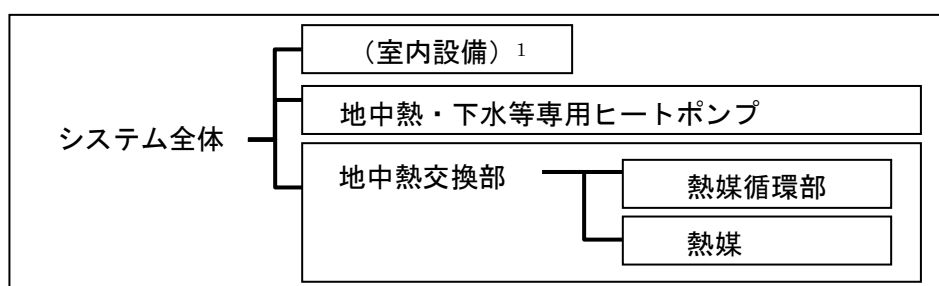 （室内設備）1
地中熱・下水等専用ヒートポンプ
システム全体
地中熱交換部
熱媒循環部
熱媒